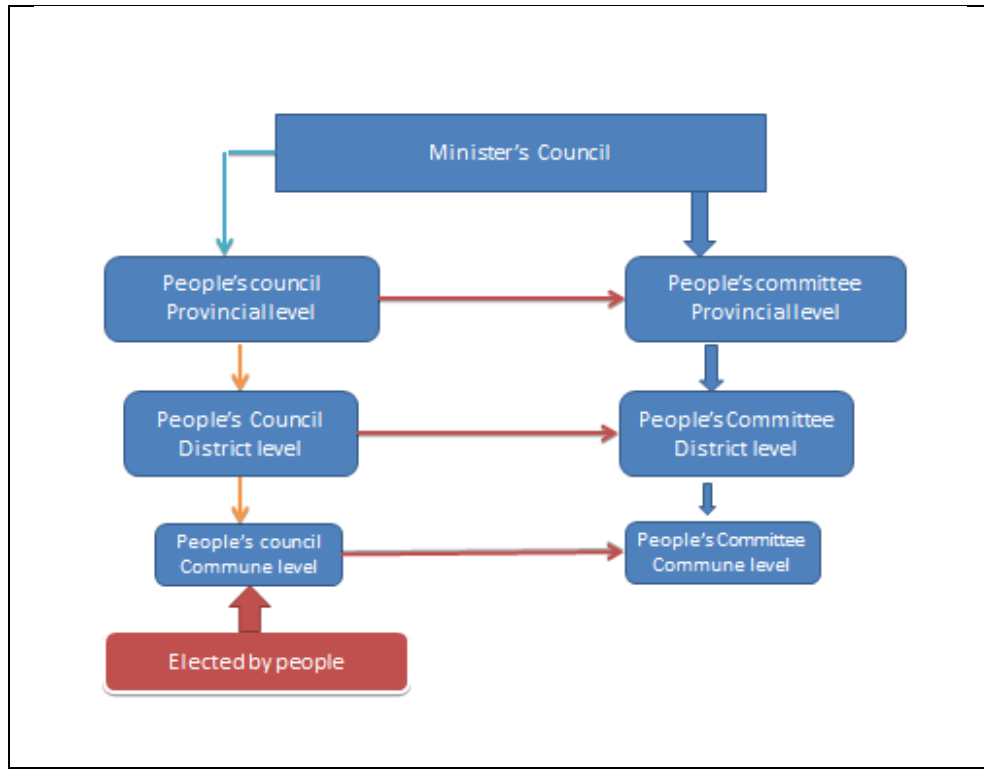 Minister's Council
People's council
Provincial level
People's committee
Provincial level
People's Council
District level
People's Committee
District level
People's council
Commune level
People's Committee
Commune level
Elected by people